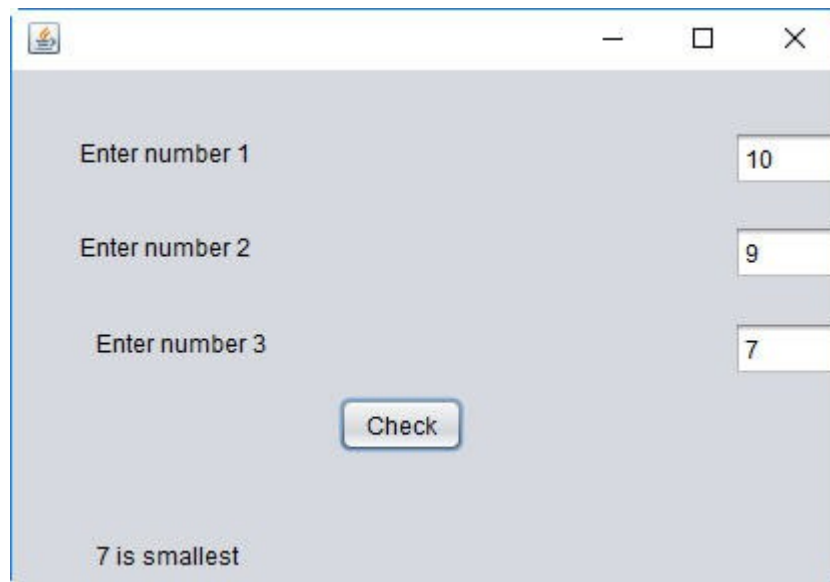 Enter number 1 10
Enter number 2 9
Enter number 3 7
Check
7 is smallest